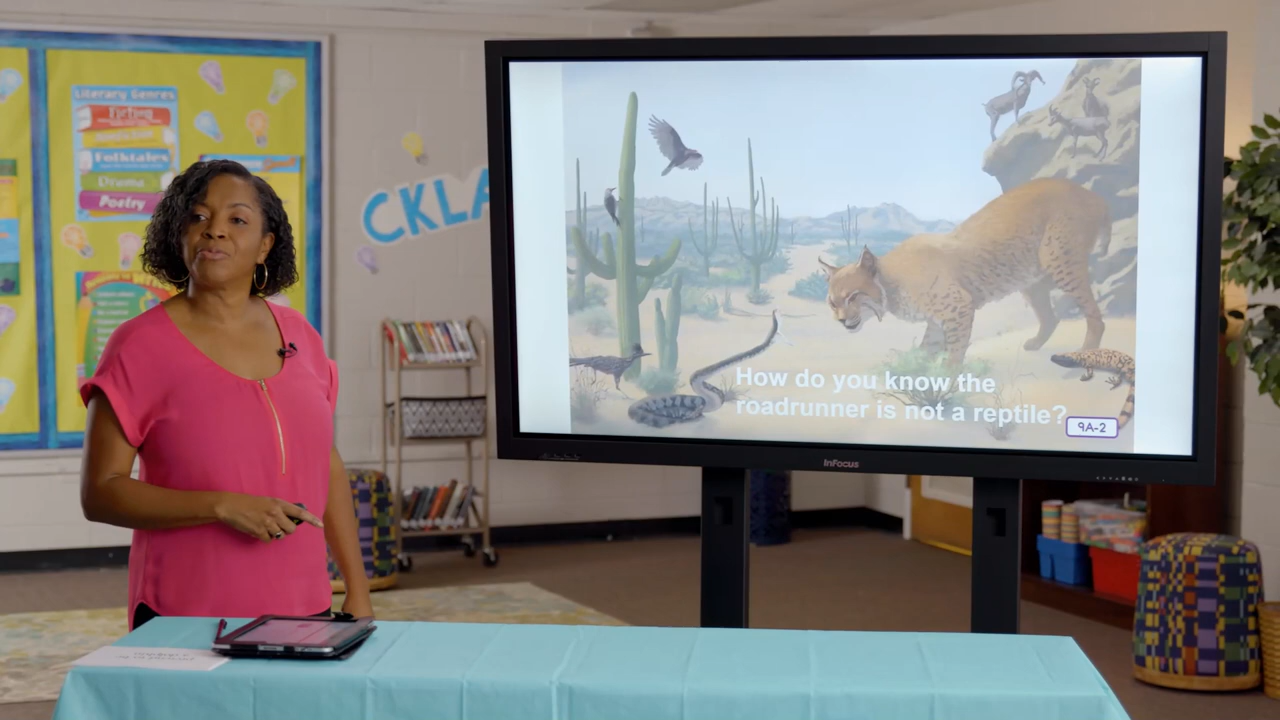 Literary Genres
Fiction
Nonfiction
Folktales
Drama
Poetry
CKLA
How do you know the
roadrunner is not a reptile?
9A-2
InFocus